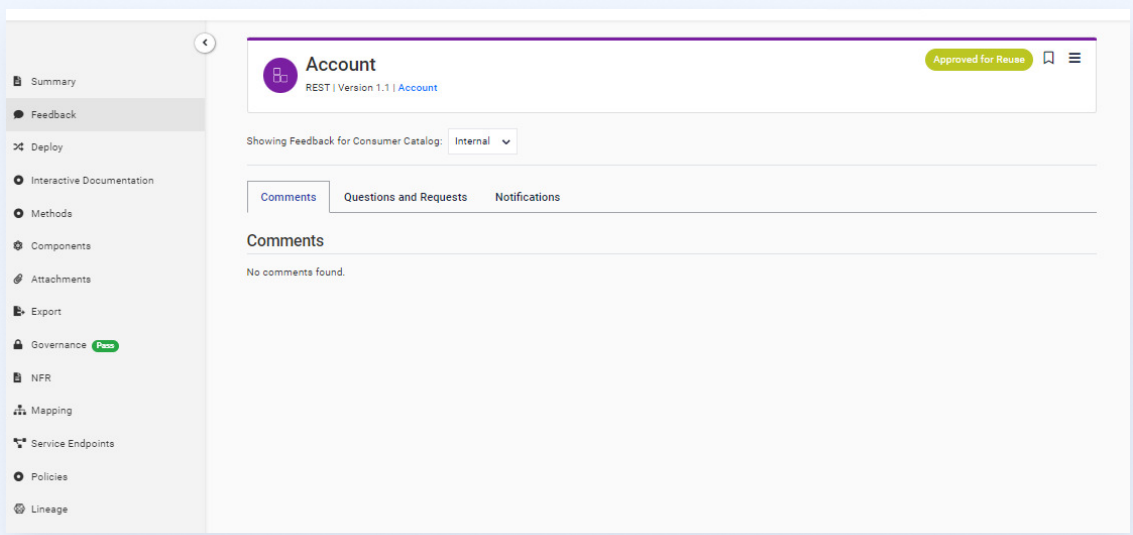 Summary
Feedback
Deploy
Interactive Documentation
Methods
Components
Attachments
Export
Governance Pass
NFR
Mapping
Service Endpoints
Policies
Lineage
Account
REST | Version 1.1 | Account
Approved for Reuse
Showing Feedback for Consumer Catalog: Internal
Comments Questions and Requests Notifications
Comments
No comments found.